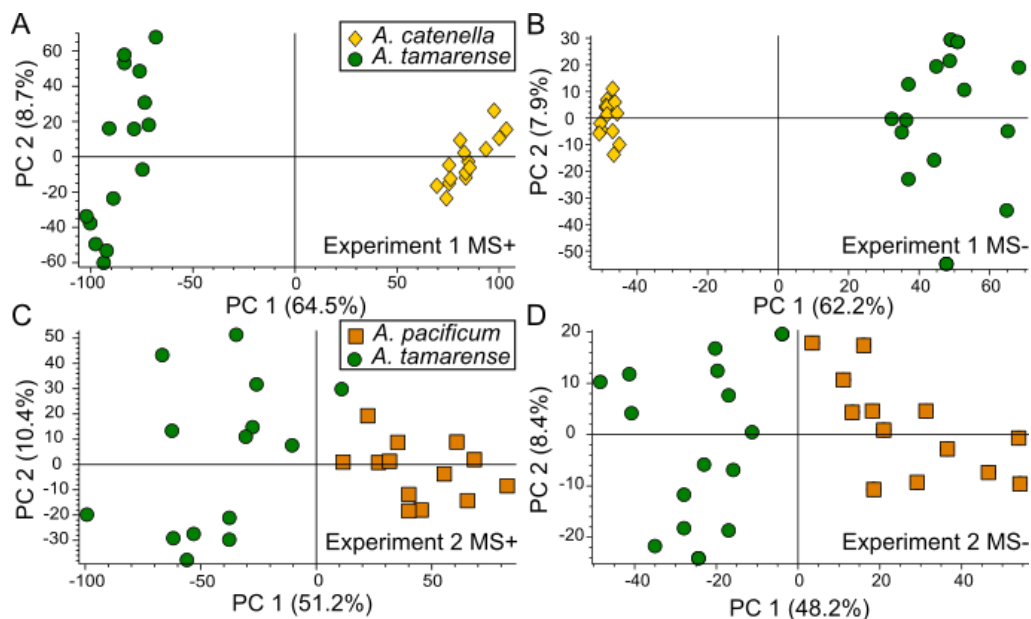 A
A. catenella
A. tamarense
60
40
20
0
-20
-40
-60
PC 2 (8.7%)
Experiment 1 MS+
-100
-50
0
50
100
PC 1 (64.5%)
B
30
20
10
0
-10
-20
-30
-40
-50
PC 2 (7.9%)
Experiment 1 MS-
-40
-20
0
20
40
60
PC 1 (62.2%)
C
A. pacificum
A. tamarense
50
40
30
20
10
0
-10
-20
-30
PC 2 (10.4%)
Experiment 2 MS+
-100
-50
0
50
PC 1 (51.2%)
D
20
10
0
-10
-20
PC 2 (8.4%)
Experiment 2 MS-
-40
-20
0
20
40
PC 1 (48.2%)